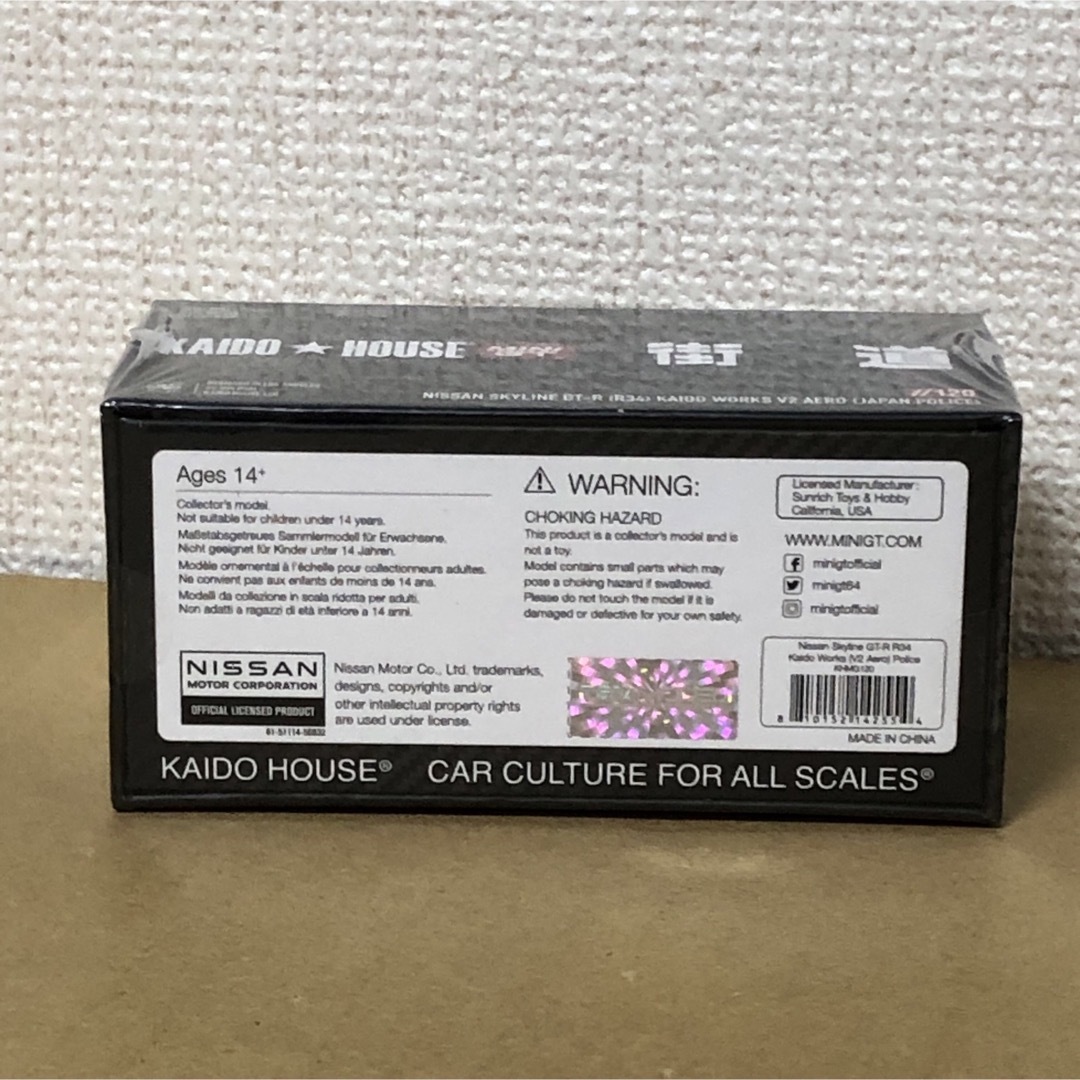 KAIDO ★ HOUSE 街道
//120
NISSAN SKYLINE GT-R (R34) KAIDO WORKS V2 AERO (JAPAN POLICE)
Ages 14+
Collector's model.
Not suitable for children under 14 years.
Maßstabsgetreues Sammlermodell für Erwachsene.
Nicht geeignet für Kinder unter 14 Jahren.
Modèle ornemental à l'échelle pour collectionneurs adultes.
Ne convient pas aux enfants de moins de 14 ans.
Modelli da collezione in scala ridotta per adulti.
Non adatti a ragazzi di età inferiore a 14 anni.
NISSAN
MOTOR CORPORATION
OFFICIAL LICENSED PRODUCT
Nissan Motor Co., Ltd. trademarks,
designs, copyrights and/or
other intellectual property rights
are used under license.
⚠ WARNING:
CHOKING HAZARD
This product is a collector's model and is
not a toy.
Model contains small parts which may
pose a choking hazard if swallowed.
Please do not touch the model if it is
damaged or defective for your own safety.
Licensed Manufacturer:
Sunrich Toys & Hobby
California, USA
WWW.MINIGT.COM
minigtofficial
minigt64
minigtofficial
Nissan Skyline GT-R R34
Kaido Works (V2 Aero) Police
KHMG120
8 10152 14255 4
MADE IN CHINA
KAIDO HOUSE® CAR CULTURE FOR ALL SCALES®